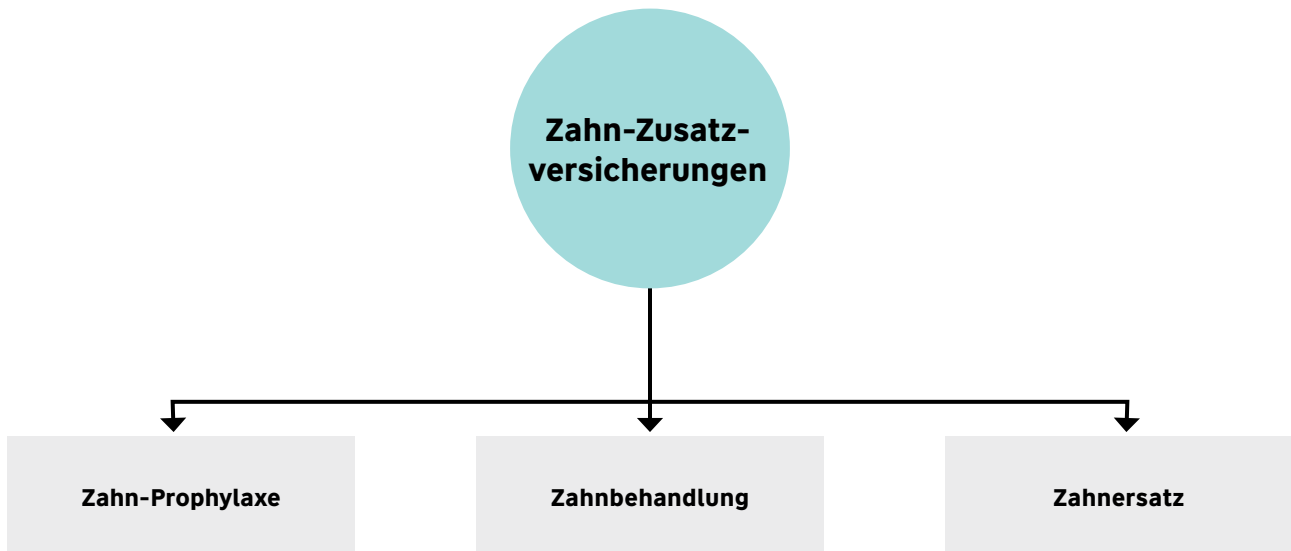 Zahn-Zusatz-
versicherungen
Zahn-Prophylaxe
Zahnbehandlung
Zahnersatz